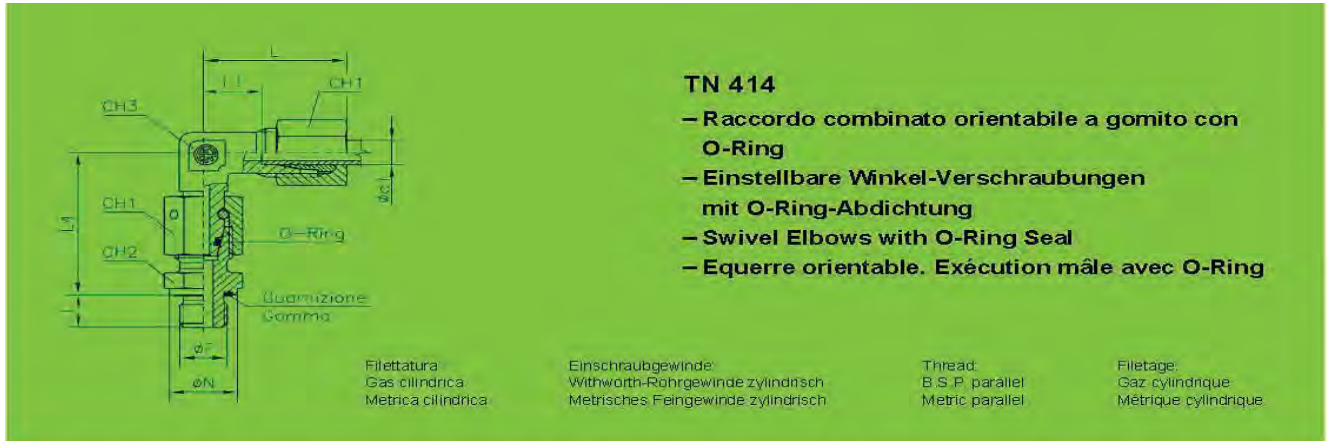 L
L1
CH1
CH3
Ød
L4
CH1
O-Ring
CH2
Guarnizione
Gomma
I
ØF
ØN
TN 414
– Raccordo combinato orientabile a gomito con
O-Ring
– Einstellbare Winkel-Verschraubungen
mit O-Ring-Abdichtung
– Swivel Elbows with O-Ring Seal
– Equerre orientable. Exécution mâle avec O-Ring
Filettatura:
Gas cilindrica
Metrica cilindrica
Einschraubgewinde:
Withworth-Rohrgewinde zylindrisch
Metrisches Feingewinde zylindrisch
Thread:
B.S.P. parallel
Metric parallel
Filetage:
Gaz cylindrique
Métrique cylindrique